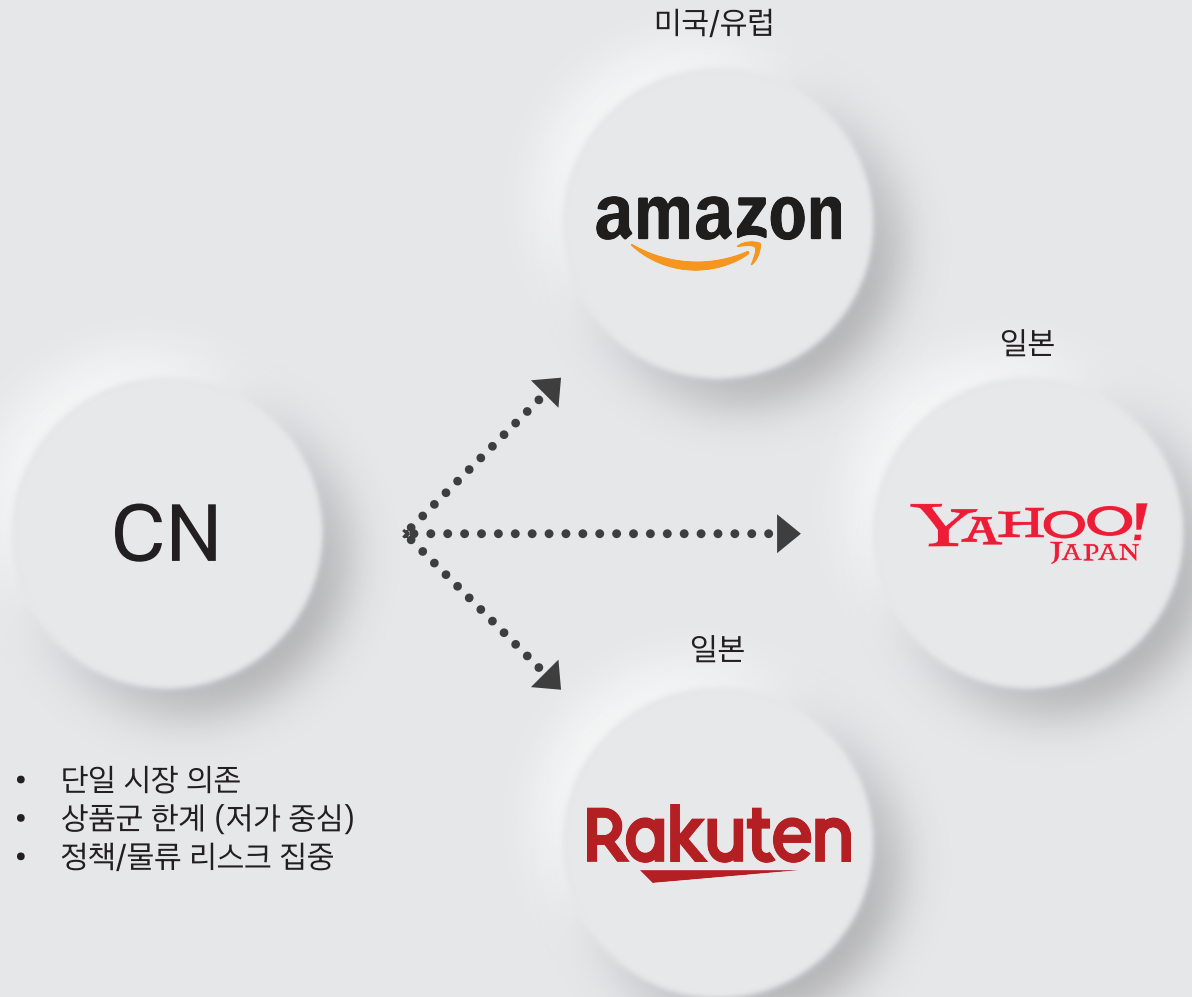 미국/유럽
amazon
일본
CN
YAHOO!
JAPAN
일본
• 단일 시장 의존
• 상품군 한계 (저가 중심)
• 정책/물류 리스크 집중
Rakuten